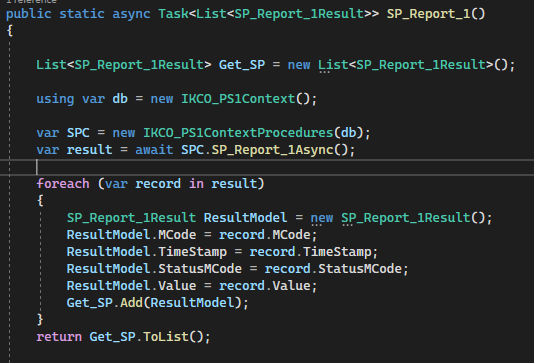 1 reference
public static async Task<List<SP_Report_1Result>> SP_Report_1()
{
List<SP_Report_1Result> Get_SP = new List<SP_Report_1Result>();
using var db = new IKCO_PS1Context();
var SPC = new IKCO_PS1ContextProcedures(db);
var result = await SPC.SP_Report_1Async();
foreach (var record in result)
{
SP_Report_1Result ResultModel = new SP_Report_1Result();
ResultModel.MCode = record.MCode;
ResultModel.TimeStamp = record.TimeStamp;
ResultModel.StatusMCode = record.StatusMCode;
ResultModel.Value = record.Value;
Get_SP.Add(ResultModel);
}
return Get_SP.ToList();